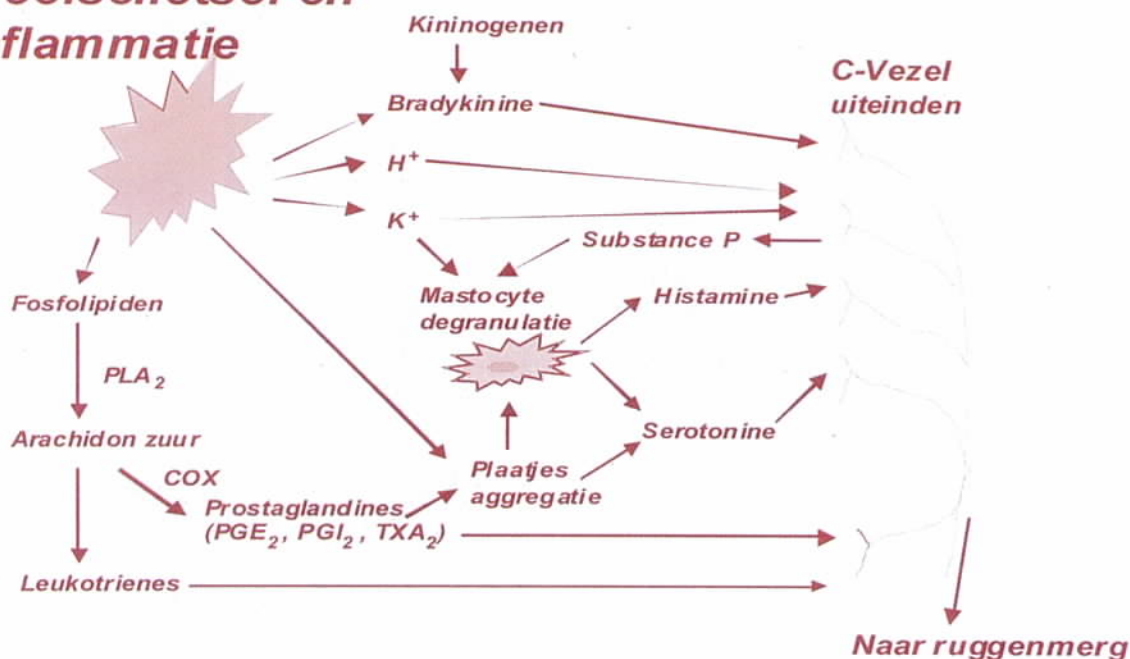 flammatie
Kininogenen
C-Vezel
uiteinden
Bradykinine
H+
K+
Substance P
Fosfolipiden
Mastocyte
degranulatie
Histamine
PLA2
Arachidon zuur
Serotonine
COX
Plaatjes
aggregatie
Prostaglandines
(PGE2, PGI2, TXA2)
Leukotrienes
Naar ruggenmerg